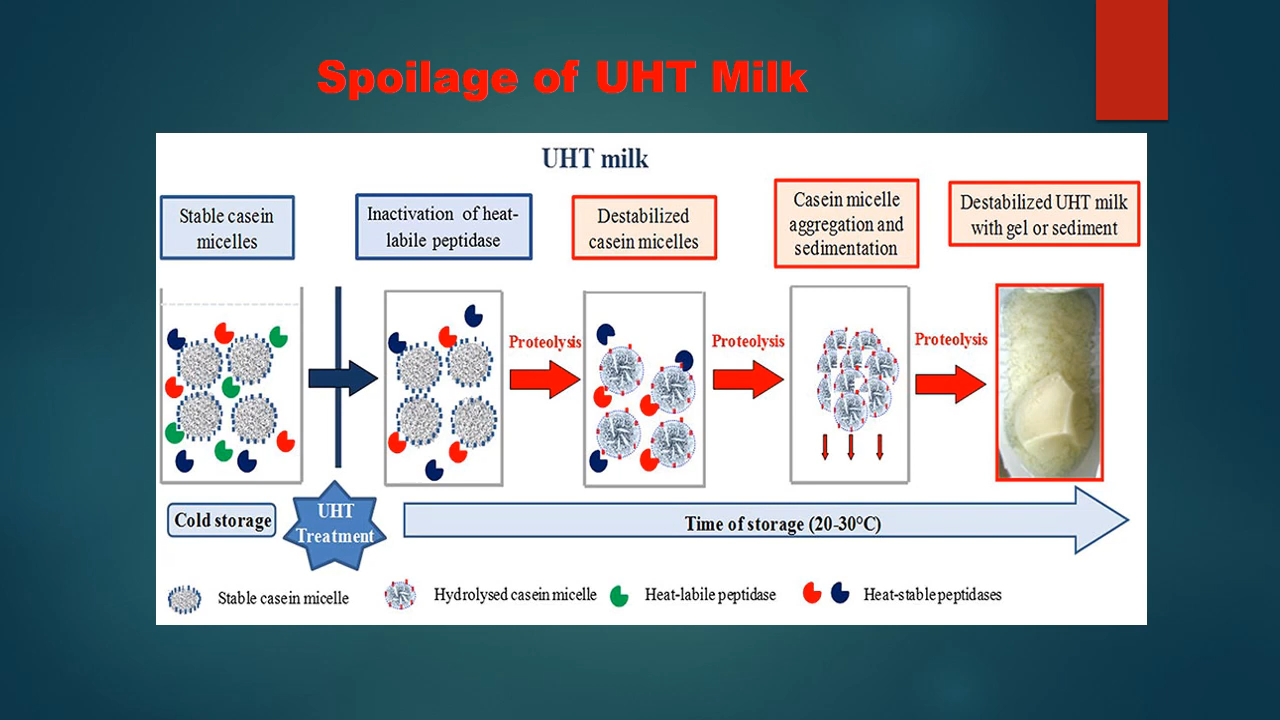 Spoilage of UHT Milk
UHT milk
Stable casein
micelles
Inactivation of heat-
labile peptidase
Destabilized
casein micelles
Casein micelle
aggregation and
sedimentation
Destabilized UHT milk
with gel or sediment
Proteolysis
Proteolysis
Proteolysis
Cold storage
UHT
Treatment
Time of storage (20-30°C)
Stable casein micelle
Hydrolysed casein micelle
Heat-labile peptidase
Heat-stable peptidases